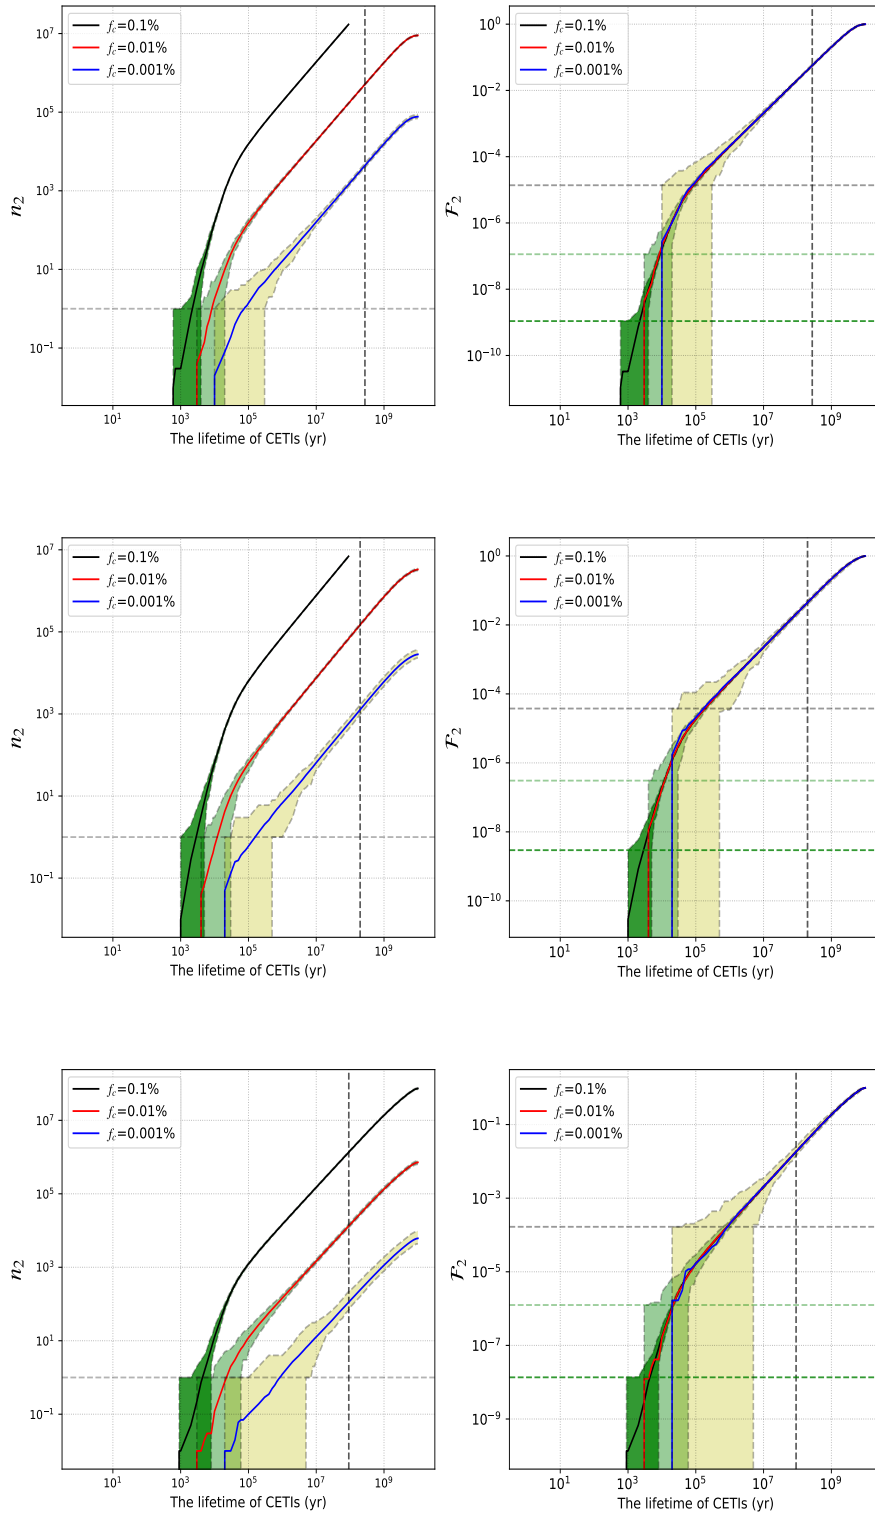 f_c=0.1%
f_c=0.01%
f_c=0.001%
10^7
10^5
10^3
10^1
10^−1
n_2
10^1 10^3 10^5 10^7 10^9
The lifetime of CETIs (yr)
f_c=0.1%
f_c=0.01%
f_c=0.001%
10^0
10^−2
10^−4
10^−6
10^−8
10^−10
ℱ_2
10^1 10^3 10^5 10^7 10^9
The lifetime of CETIs (yr)
f_c=0.1%
f_c=0.01%
f_c=0.001%
10^7
10^5
10^3
10^1
10^−1
n_2
10^1 10^3 10^5 10^7 10^9
The lifetime of CETIs (yr)
f_c=0.1%
f_c=0.01%
f_c=0.001%
10^0
10^−2
10^−4
10^−6
10^−8
10^−10
ℱ_2
10^1 10^3 10^5 10^7 10^9
The lifetime of CETIs (yr)
f_c=0.1%
f_c=0.01%
f_c=0.001%
10^7
10^5
10^3
10^1
10^−1
n_2
10^1 10^3 10^5 10^7 10^9
The lifetime of CETIs (yr)
f_c=0.1%
f_c=0.01%
f_c=0.001%
10^−1
10^−3
10^−5
10^−7
10^−9
ℱ_2
10^1 10^3 10^5 10^7 10^9
The lifetime of CETIs (yr)